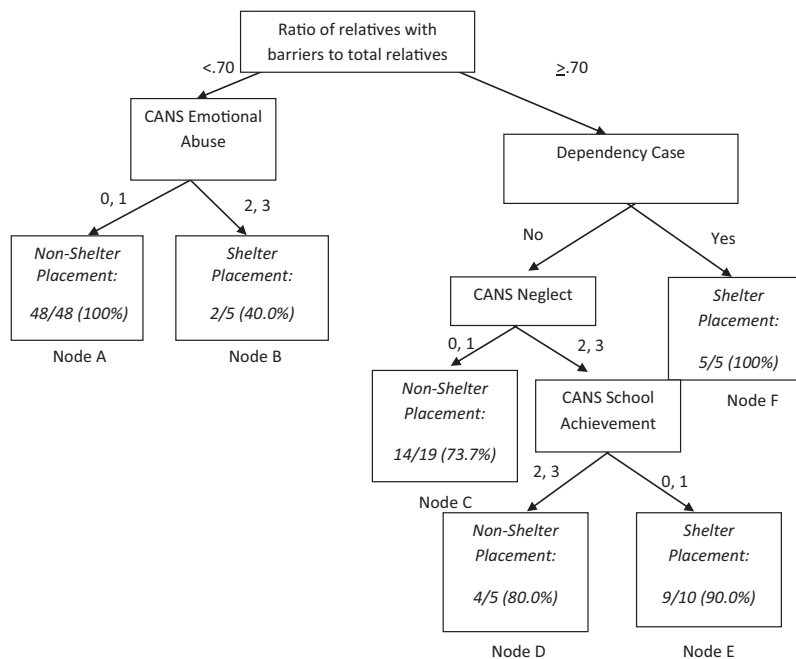 Ratio of relatives with
barriers to total relatives
<.70
≥.70
CANS Emotional
Abuse
Dependency Case
0, 1
2, 3
No
Yes
Non-Shelter
Placement:
48/48 (100%)
Node A
Shelter
Placement:
2/5 (40.0%)
Node B
CANS Neglect
Shelter
Placement:
5/5 (100%)
Node F
0, 1
2, 3
Non-Shelter
Placement:
14/19 (73.7%)
Node C
CANS School
Achievement
2, 3
0, 1
Non-Shelter
Placement:
4/5 (80.0%)
Node D
Shelter
Placement:
9/10 (90.0%)
Node E